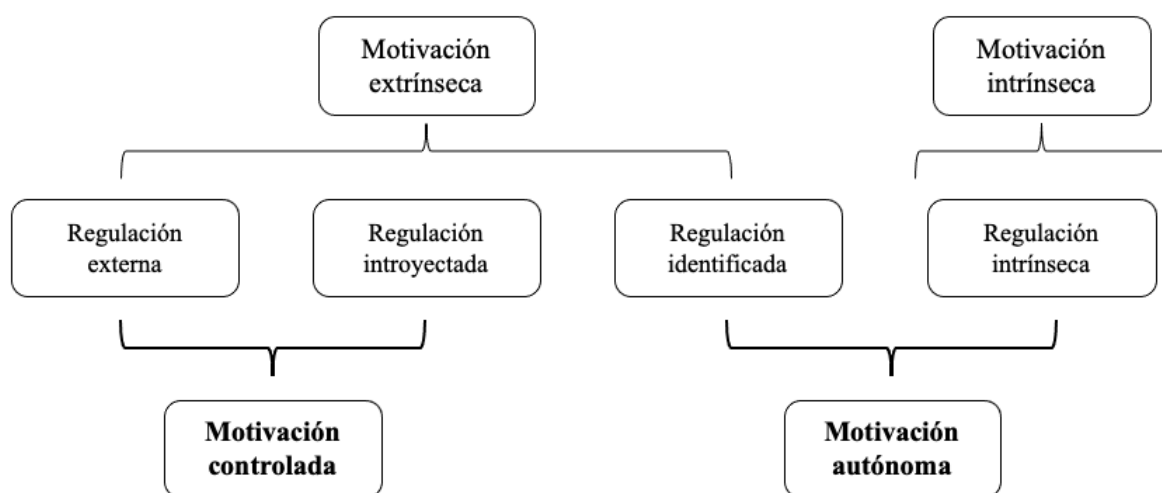 Motivación
extrínseca
Motivación
intrínseca
Regulación
externa
Regulación
introyectada
Regulación
identificada
Regulación
intrínseca
Motivación
controlada
Motivación
autónoma